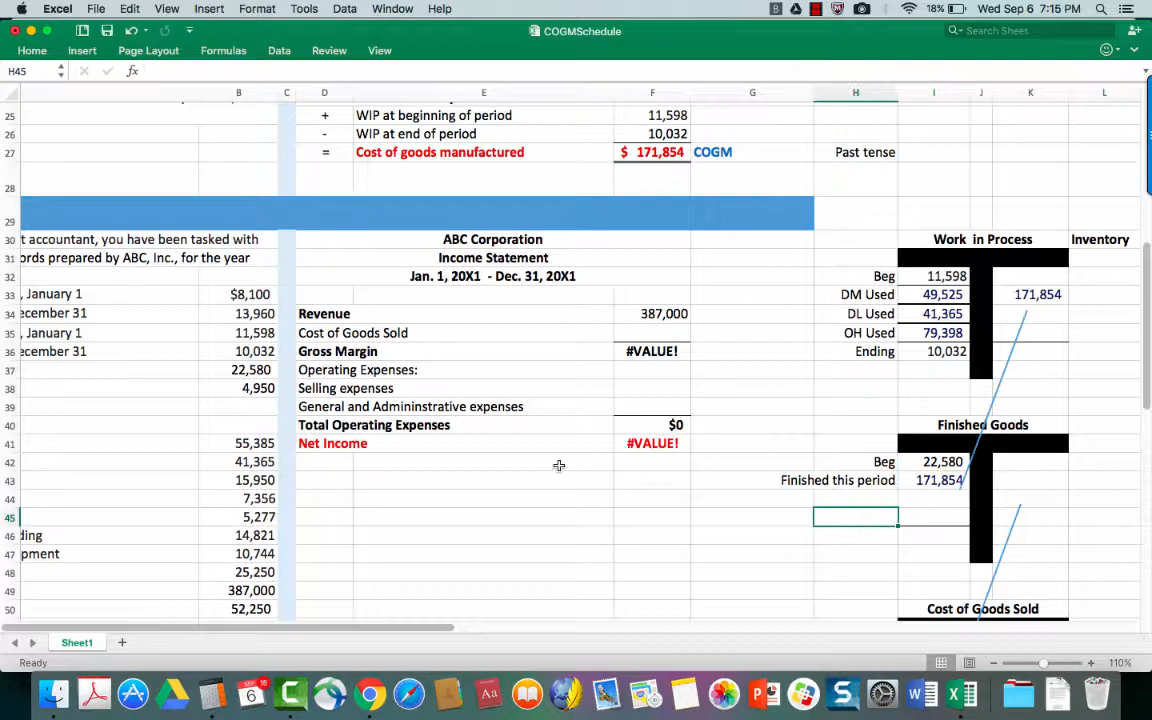 Excel File Edit View Insert Format Tools Data Window Help 18% Wed Sep 6 7:15 PM
COGMSchedule Search Sheet
Home Insert Page Layout Formulas Data Review View
H45 fx
B C D E F G H I J K L
25 + WIP at beginning of period 11,598
26 - WIP at end of period 10,032
27 = Cost of goods manufactured $ 171,854 COGM Past tense
28
29
30 t accountant, you have been tasked with ABC Corporation Work in Process Inventory
31 ords prepared by ABC, Inc., for the year Income Statement
32 Jan. 1, 20X1 - Dec. 31, 20X1 Beg 11,598
33 , January 1 $8,100 DM Used 49,525 171,854
34 ecember 31 13,960 Revenue 387,000 DL Used 41,365
35 , January 1 11,598 Cost of Goods Sold OH Used 79,398
36 ecember 31 10,032 Gross Margin #VALUE! Ending 10,032
37 22,580 Operating Expenses:
38 4,950 Selling expenses
39 General and Admininstrative expenses
40 Total Operating Expenses $0 Finished Goods
41 55,385 Net Income #VALUE!
42 41,365 Beg 22,580
43 15,950 Finished this period 171,854
44 7,356
45 5,277
46 ding 14,821
47 pment 10,744
48 25,250
49 387,000
50 52,250 Cost of Goods Sold
Sheet1 +
Ready 110%